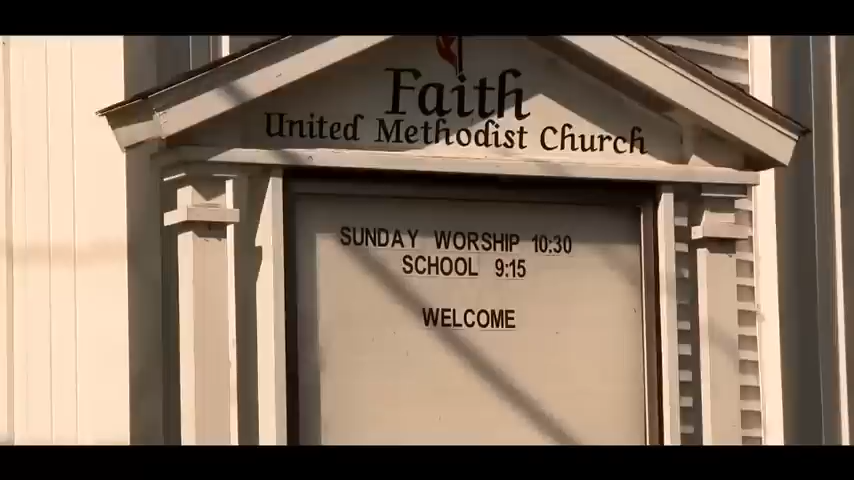 Faith
United Methodist Church
SUNDAY WORSHIP 10:30
SCHOOL 9:15
WELCOME